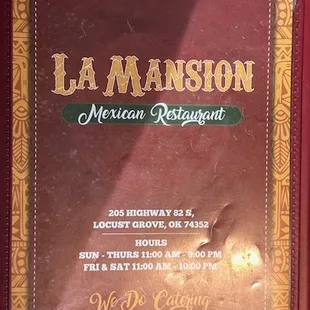 LA MANSION
Mexican Restaurant
205 HIGHWAY 82 S,
LOCUST GROVE, OK 74352
HOURS
SUN - THURS 11:00 AM - 9:00 PM
FRI & SAT 11:00 AM - 10:00 PM
We Do Catering